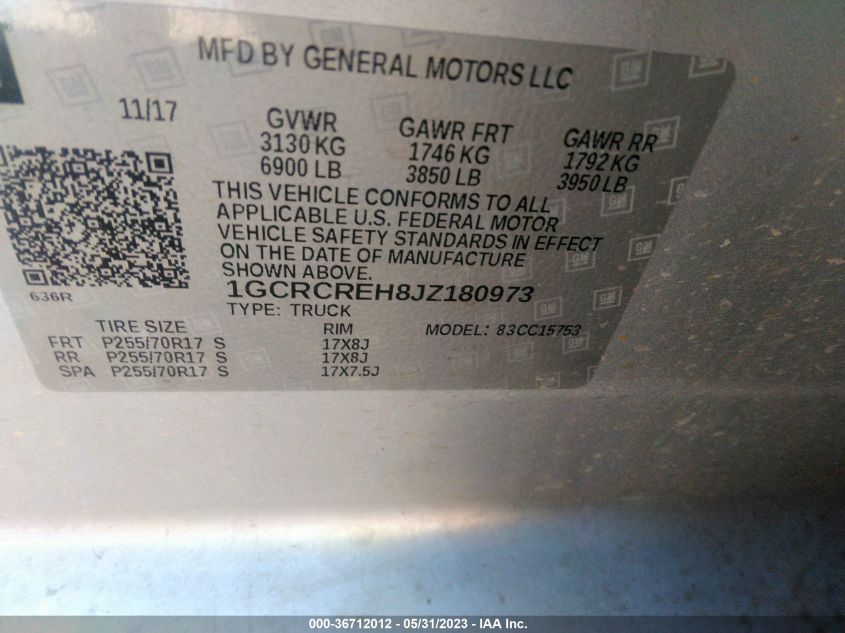 MFD BY GENERAL MOTORS LLC
11/17
GVWR GAWR FRT GAWR RR
3130 KG 1746 KG 1792 KG
6900 LB 3850 LB 3950 LB
THIS VEHICLE CONFORMS TO ALL
APPLICABLE U.S. FEDERAL MOTOR
VEHICLE SAFETY STANDARDS IN EFFECT
ON THE DATE OF MANUFACTURE
SHOWN ABOVE.
636R
1GCRCREH8JZ180973
TYPE: TRUCK
TIRE SIZE RIM MODEL: 83CC15753
FRT P255/70R17 S 17X8J
RR P255/70R17 S 17X8J
SPA P255/70R17 S 17X7.5J
GM
000-36712012 - 05/31/2023 - IAA Inc.